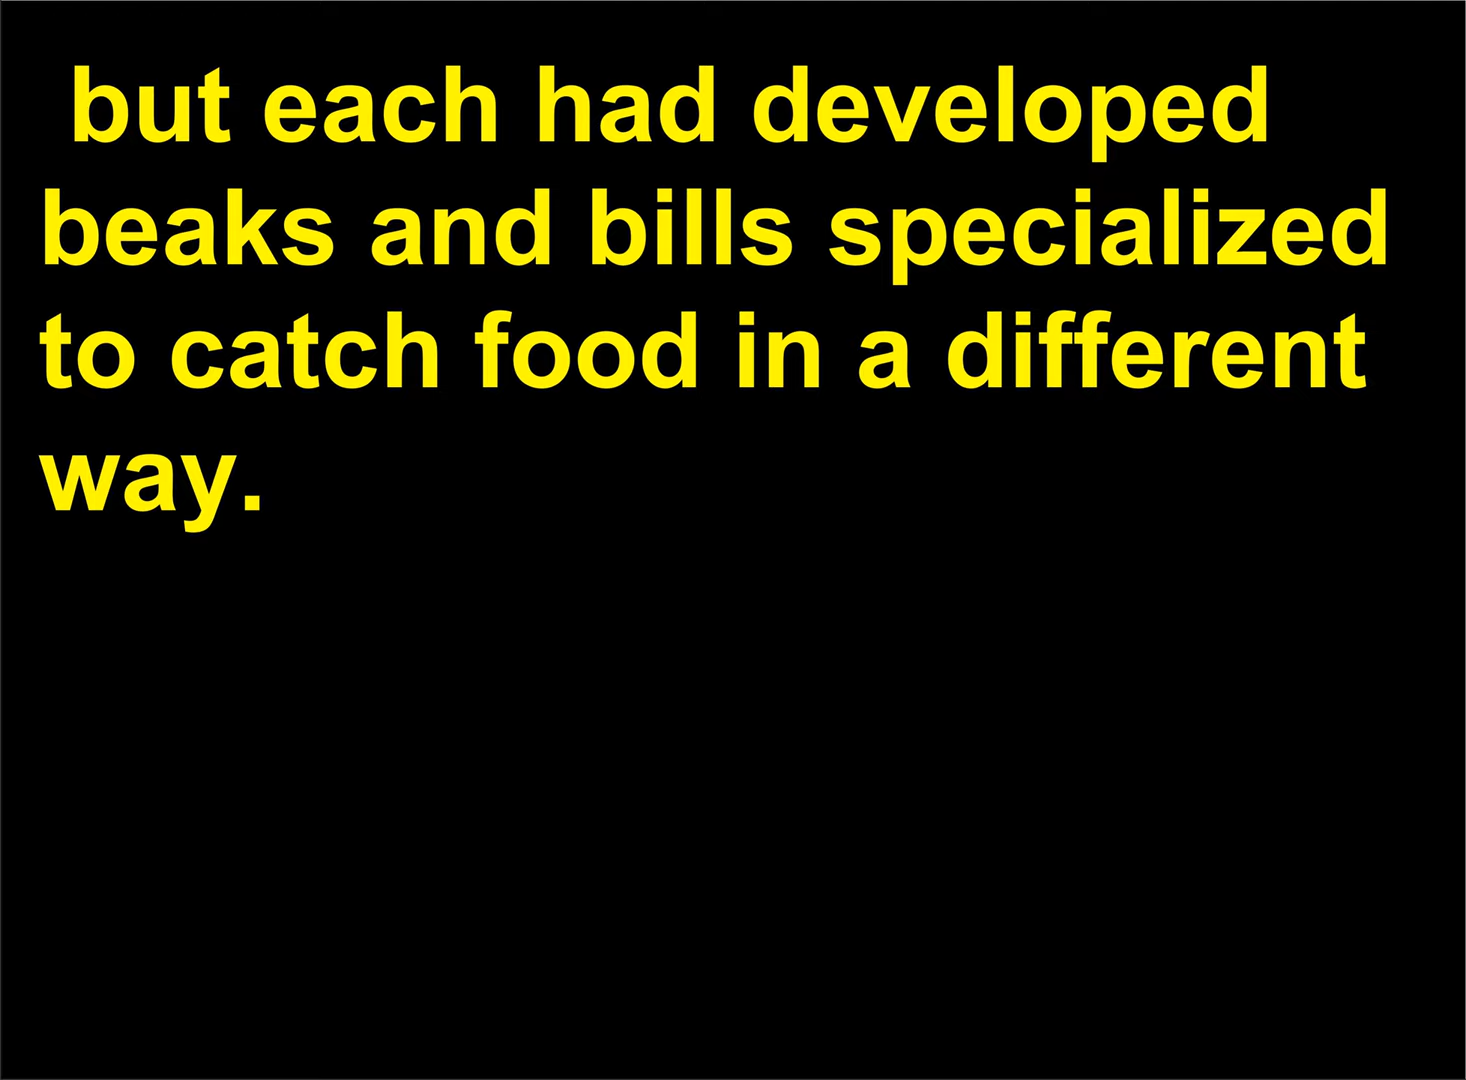 but each had developed
beaks and bills specialized
to catch food in a different
way.